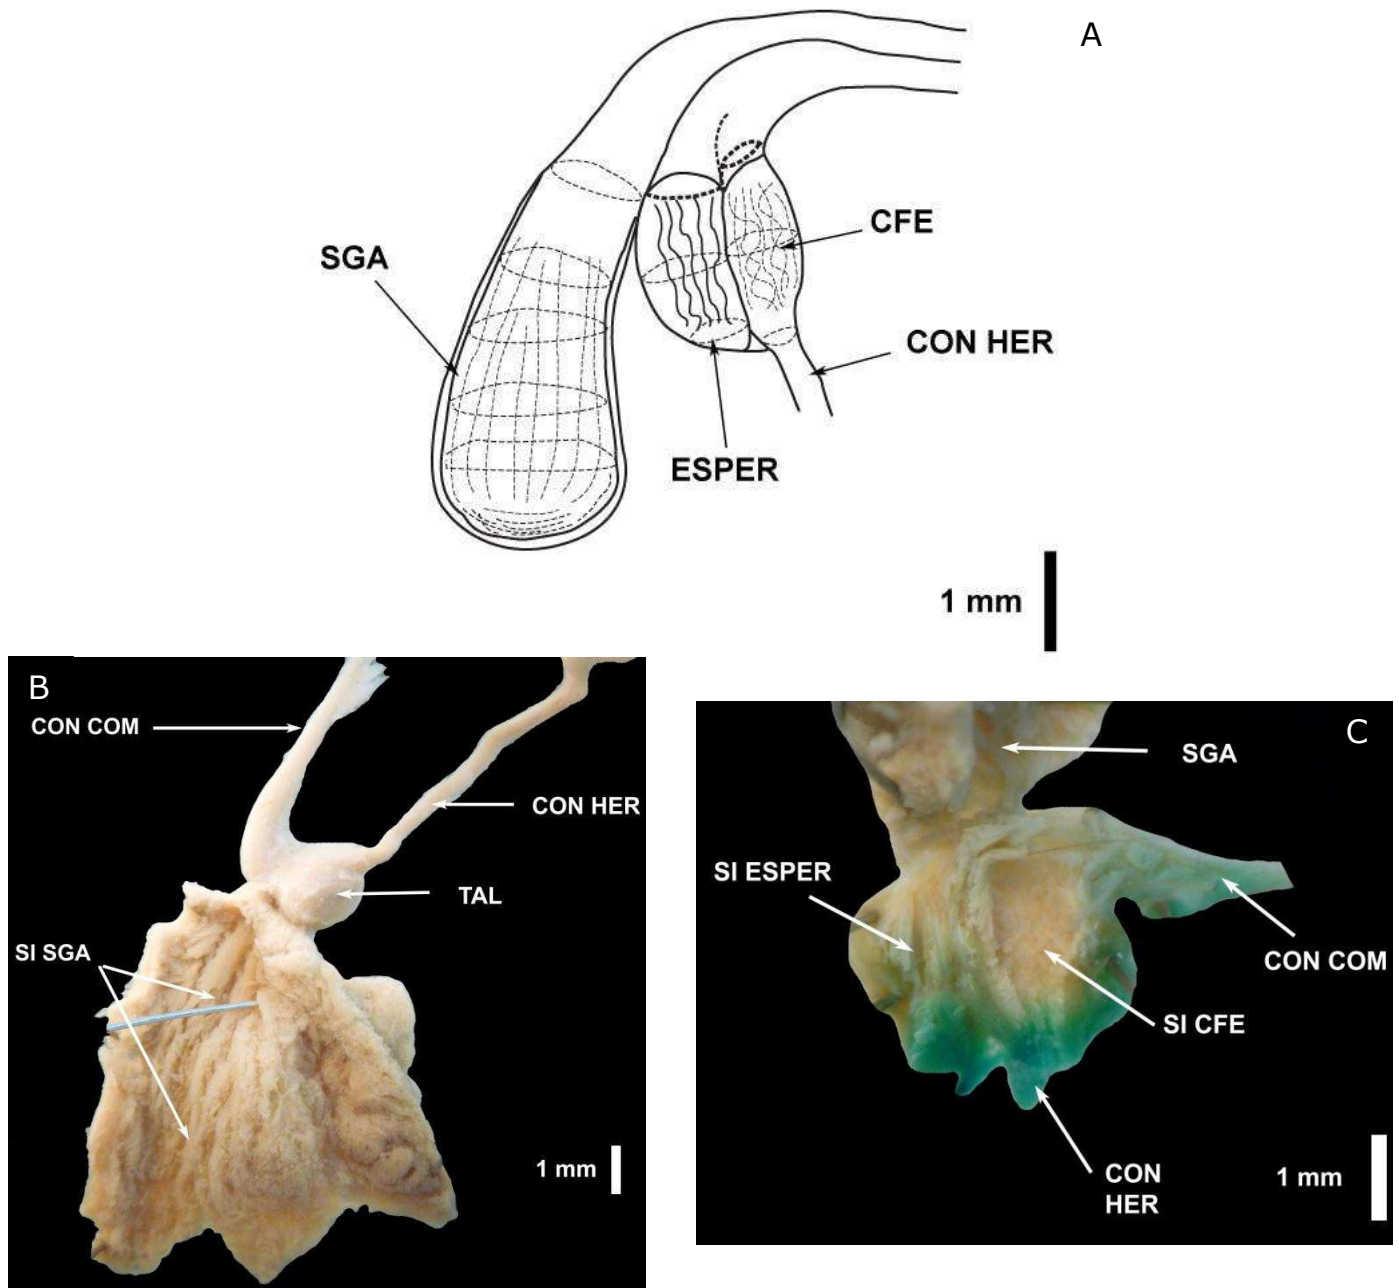 A
SGA
CFE
CON HER
ESPER
1 mm
B
CON COM
CON HER
TAL
SI SGA
1 mm
C
SGA
SI ESPER
CON COM
SI CFE
CON
HER
1 mm